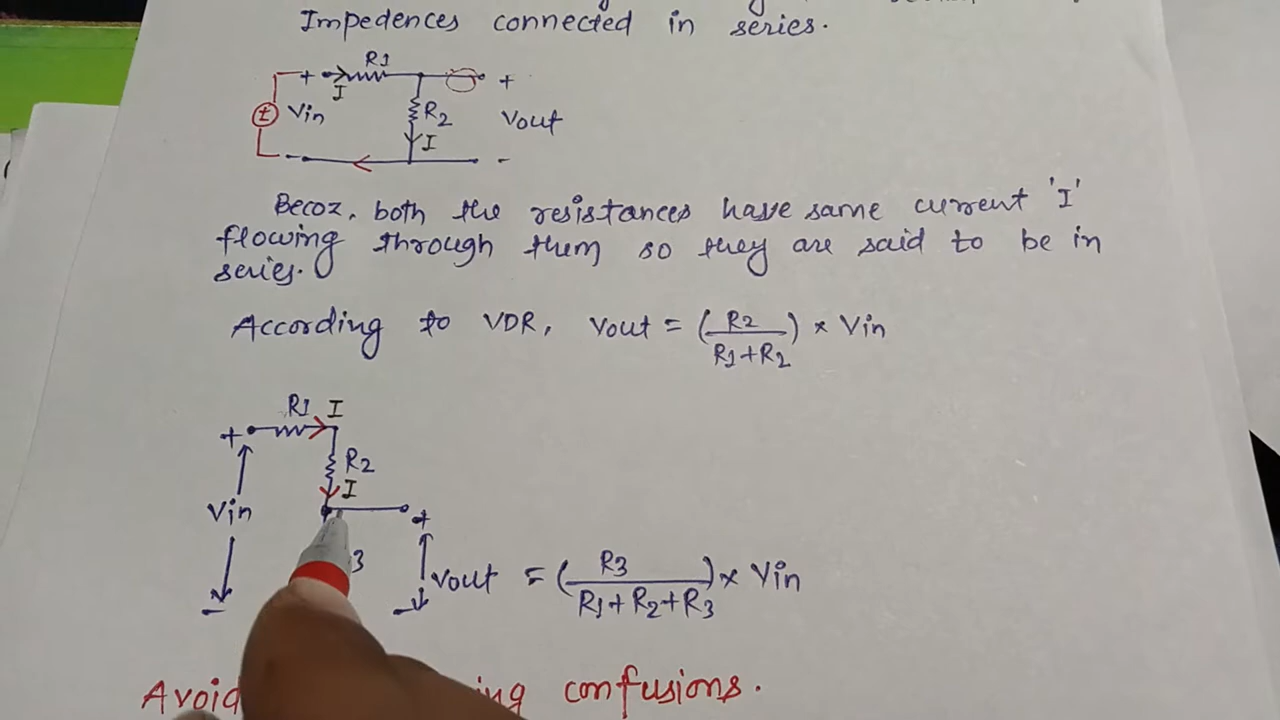 Impedences connected in series.
R1
+ I +
± Vin R2 Vout
I
- -
Becoz, both the resistances have same current 'I'
flowing through them so they are said to be in
series.
According to VDR, Vout = (R2 / R1+R2) × Vin
R1 I
+
R2
I
Vin +
3
Vout = (R3 / R1+R2+R3) × Vin
- -
Avoid confusions.